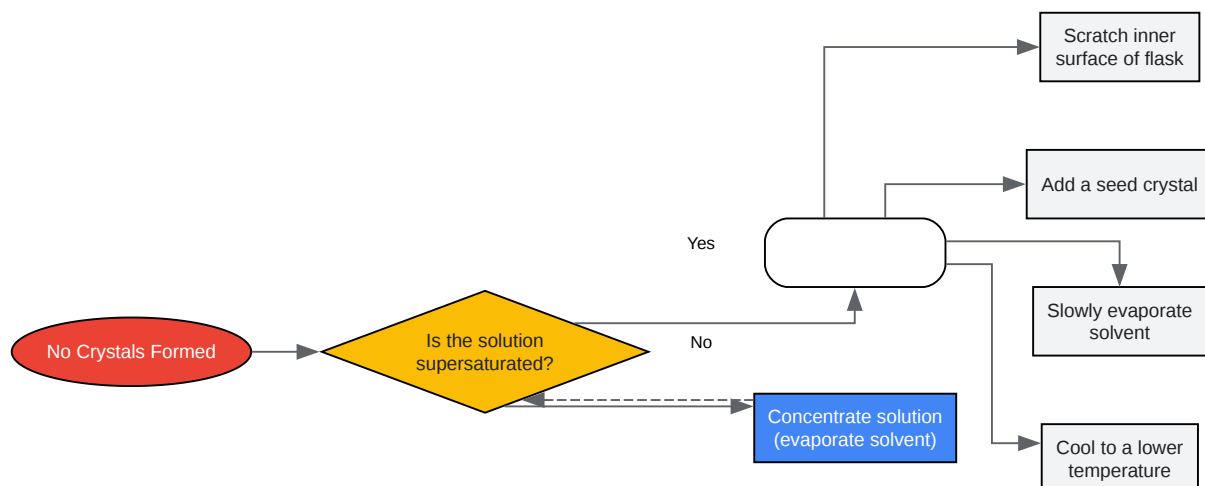 Scratch inner
surface of flask
Add a seed crystal
Yes
Slowly evaporate
solvent
No Crystals Formed
Is the solution
supersaturated?
No
Concentrate solution
(evaporate solvent)
Cool to a lower
temperature